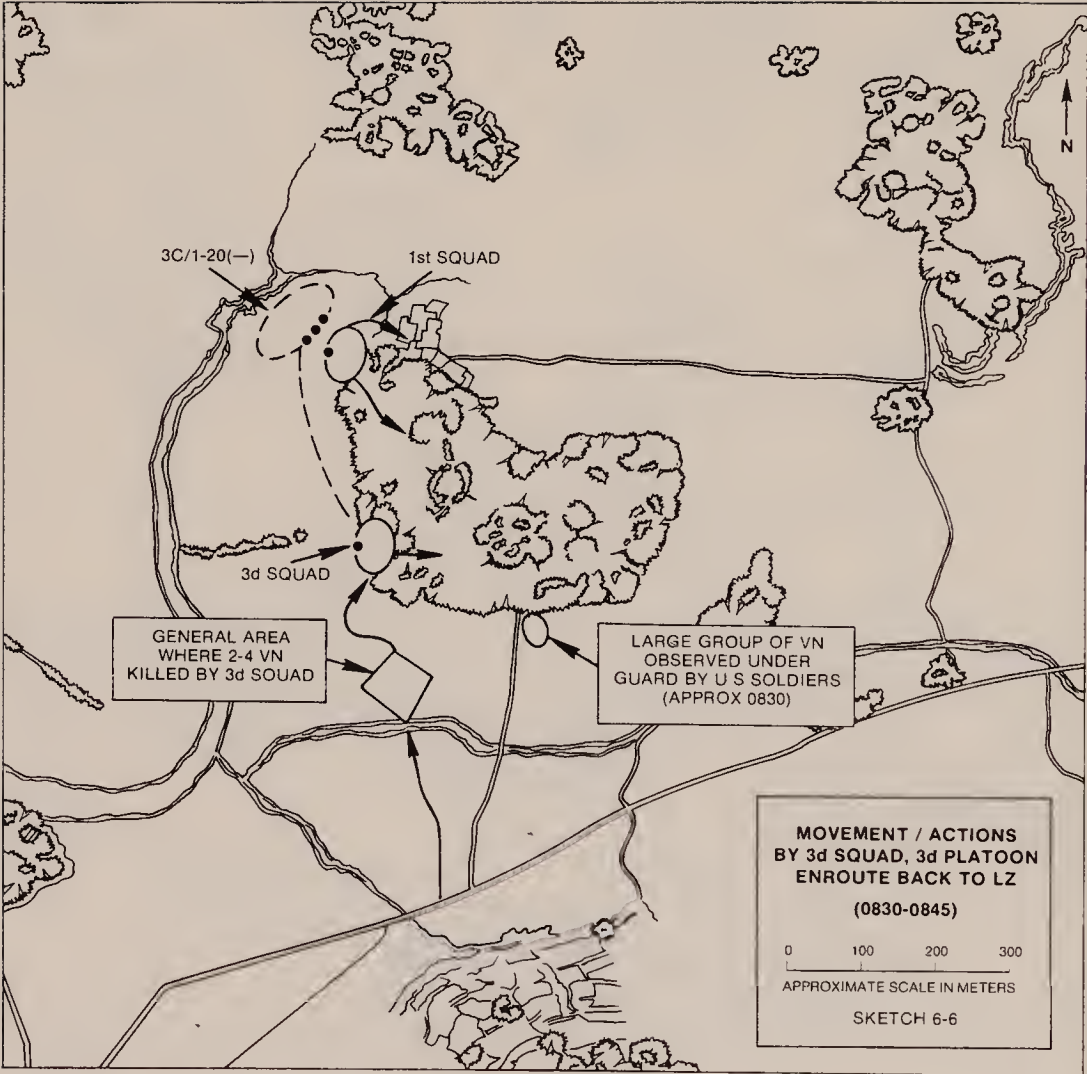 N
3C/1-20(—)
1st SQUAD
3d SQUAD
GENERAL AREA
WHERE 2-4 VN
KILLED BY 3d SQUAD
LARGE GROUP OF VN
OBSERVED UNDER
GUARD BY U S SOLDIERS
(APPROX 0830)
MOVEMENT / ACTIONS
BY 3d SQUAD, 3d PLATOON
ENROUTE BACK TO LZ
(0830-0845)
0 100 200 300
APPROXIMATE SCALE IN METERS
SKETCH 6-6